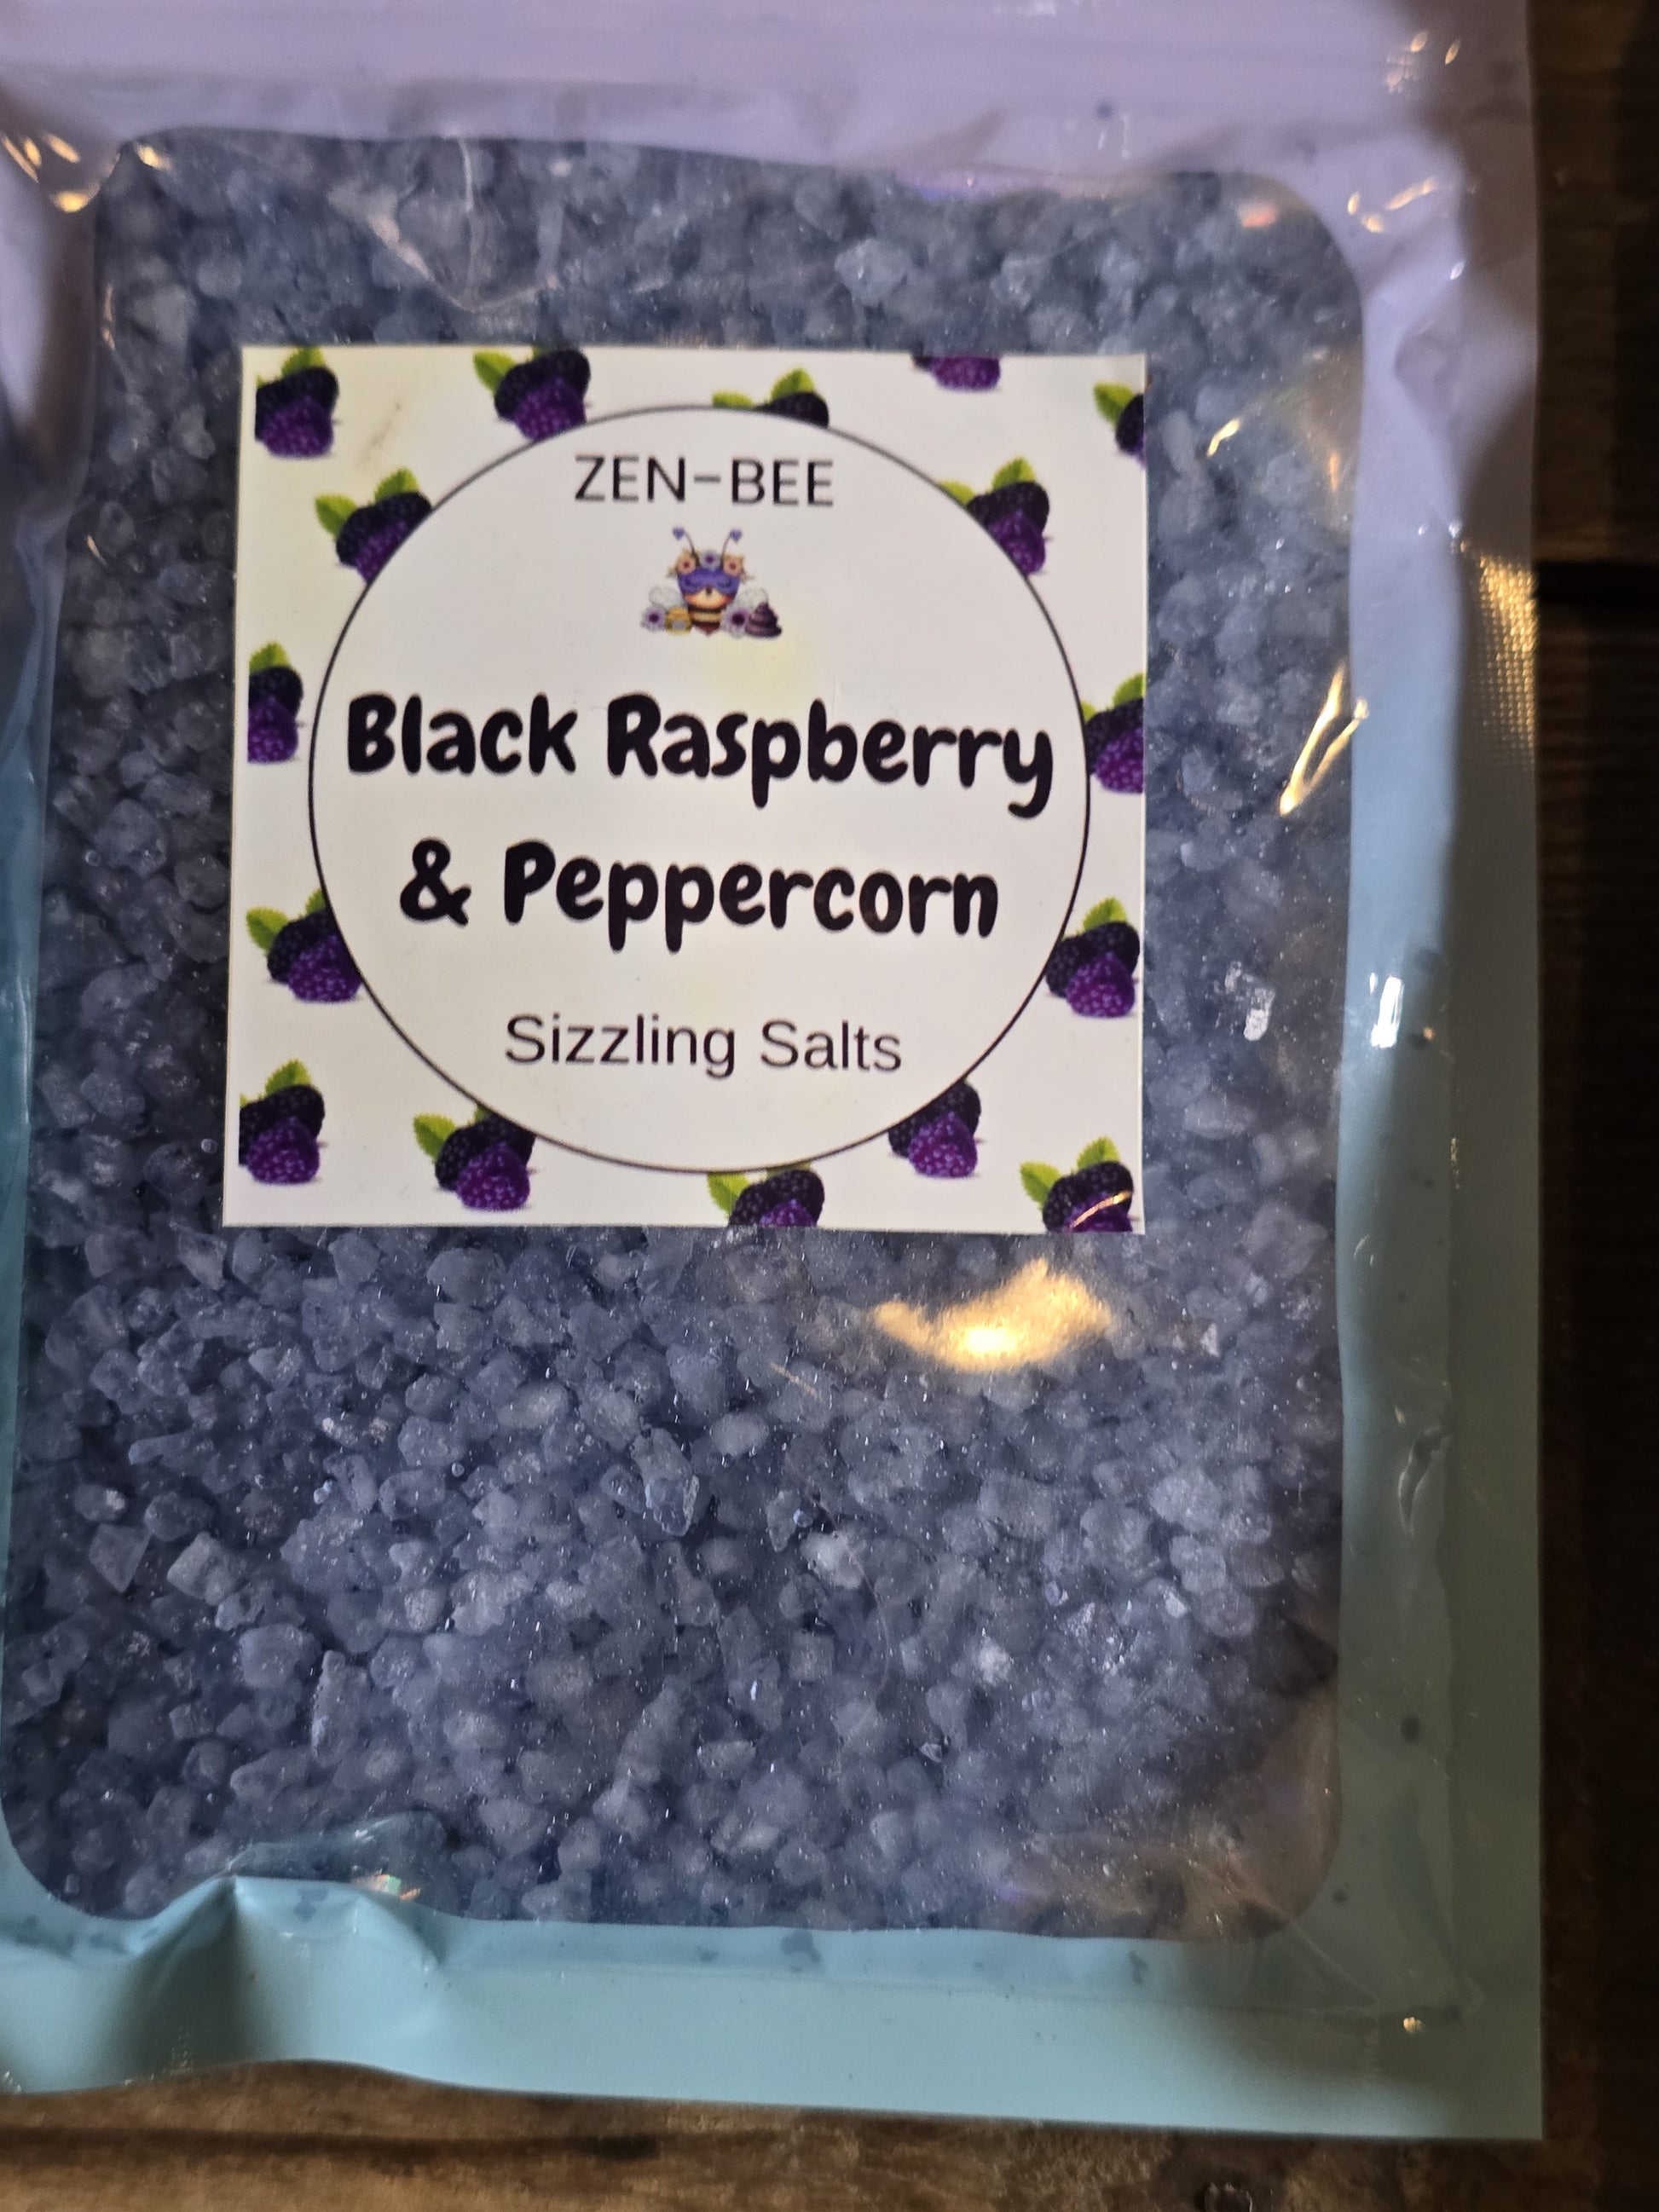 ZEN-BEE
Black Raspberry
& Peppercorn
Sizzling Salts